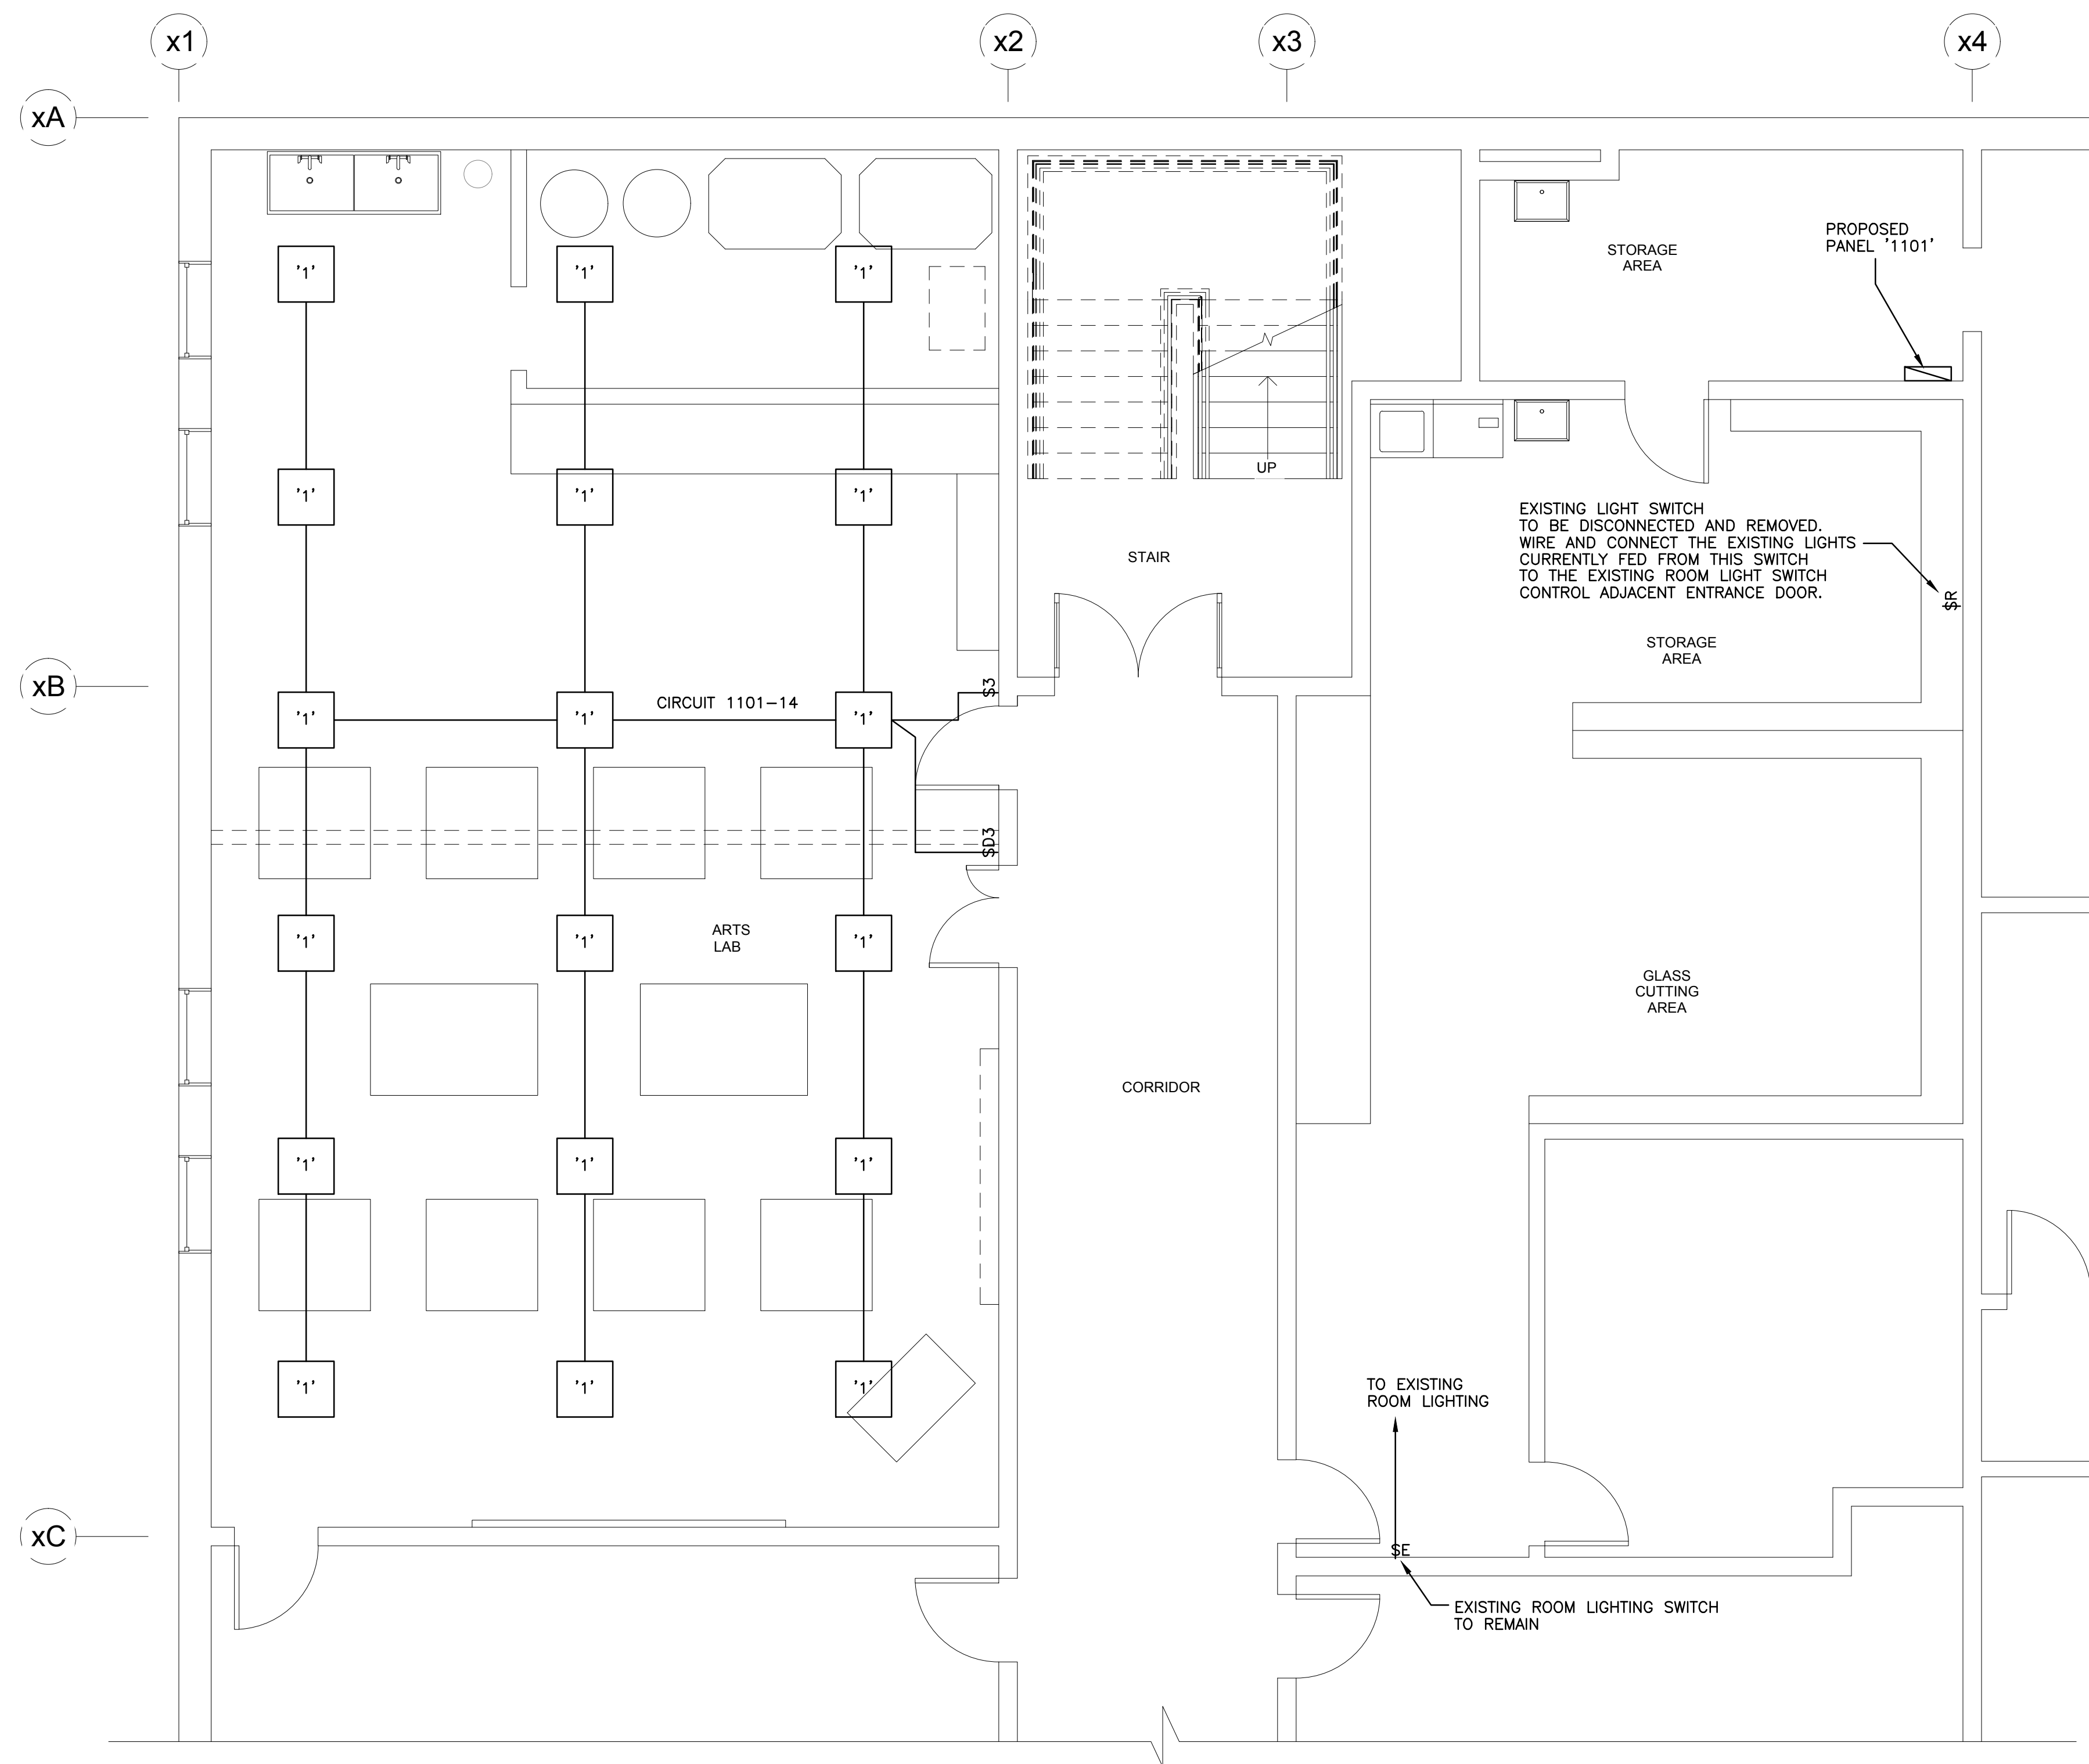 x1
x2
x3
x4
xA
PROPOSED
PANEL '1101'
STORAGE
AREA
'1'
'1'
'1'
UP
'1'
'1'
'1'
EXISTING LIGHT SWITCH
TO BE DISCONNECTED AND REMOVED.
WIRE AND CONNECT THE EXISTING LIGHTS
CURRENTLY FED FROM THIS SWITCH
TO THE EXISTING ROOM LIGHT SWITCH
CONTROL ADJACENT ENTRANCE DOOR.
$R
STAIR
STORAGE
AREA
xB
$3
CIRCUIT 1101-14
'1'
'1'
'1'
$D3
ARTS
LAB
'1'
'1'
'1'
GLASS
CUTTING
AREA
CORRIDOR
'1'
'1'
'1'
TO EXISTING
ROOM LIGHTING
'1'
'1'
'1'
xC
$E
EXISTING ROOM LIGHTING SWITCH
TO REMAIN